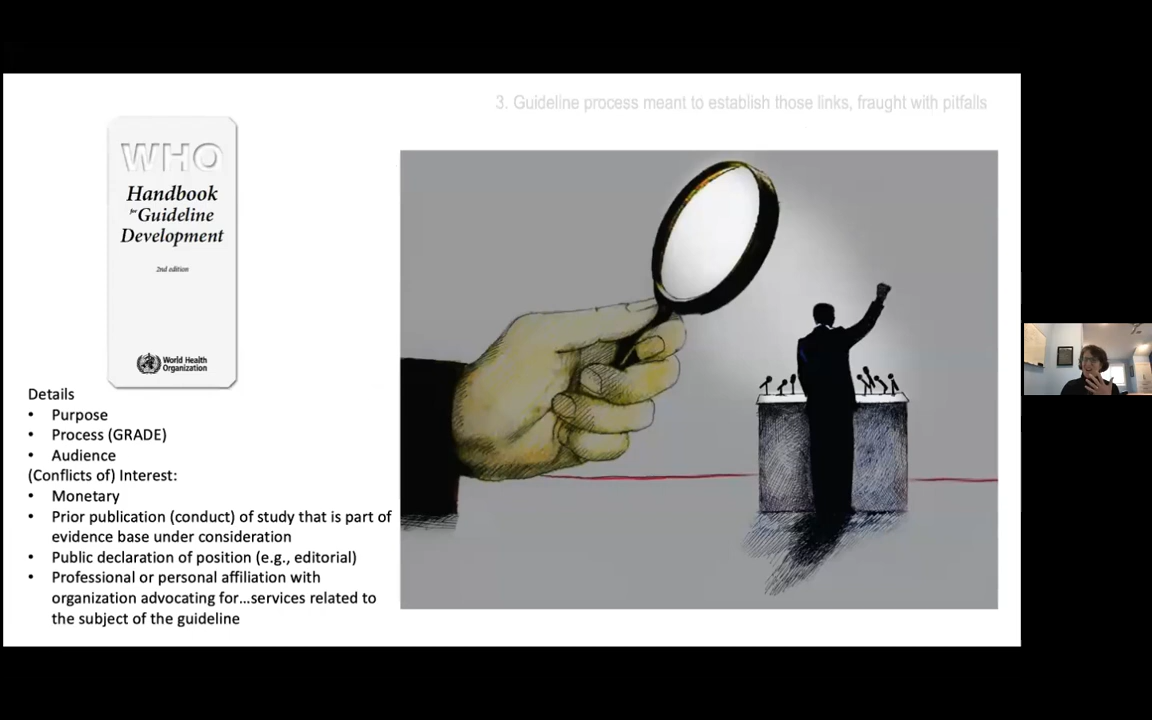 3. Guideline process meant to establish those links, fraught with pitfalls
WHO
Handbook
for Guideline
Development
2nd edition
World Health
Organization
Details
• Purpose
• Process (GRADE)
• Audience
(Conflicts of) Interest:
• Monetary
• Prior publication (conduct) of study that is part of
evidence base under consideration
• Public declaration of position (e.g., editorial)
• Professional or personal affiliation with
organization advocating for…services related to
the subject of the guideline